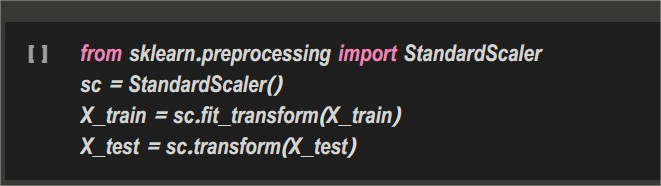 [ ] from sklearn.preprocessing import StandardScaler
sc = StandardScaler()
X_train = sc.fit_transform(X_train)
X_test = sc.transform(X_test)